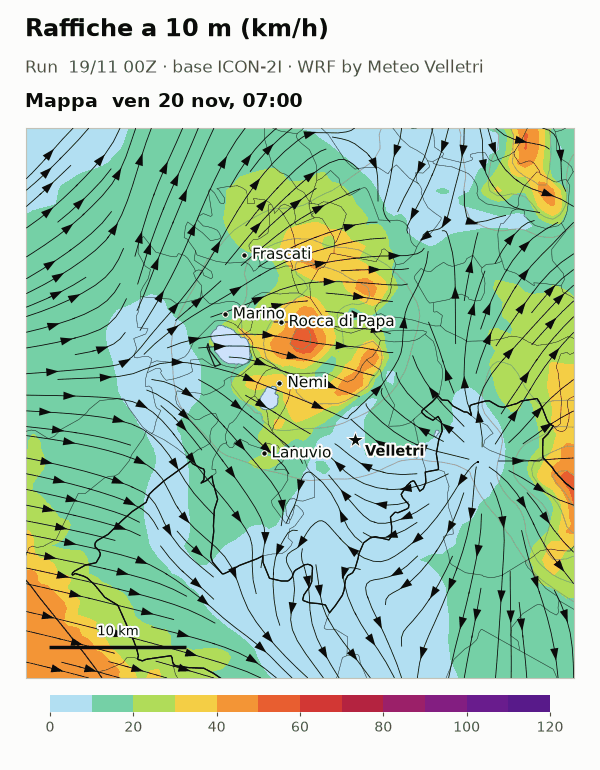 Raffiche a 10 m (km/h)
Run  19/11 00Z · base ICON-2I · WRF by Meteo Velletri
Mappa  ven 20 nov, 07:00
Frascati
Marino
Rocca di Papa
Nemi
Lanuvio
Velletri
10 km
0 20 40 60 80 100 120